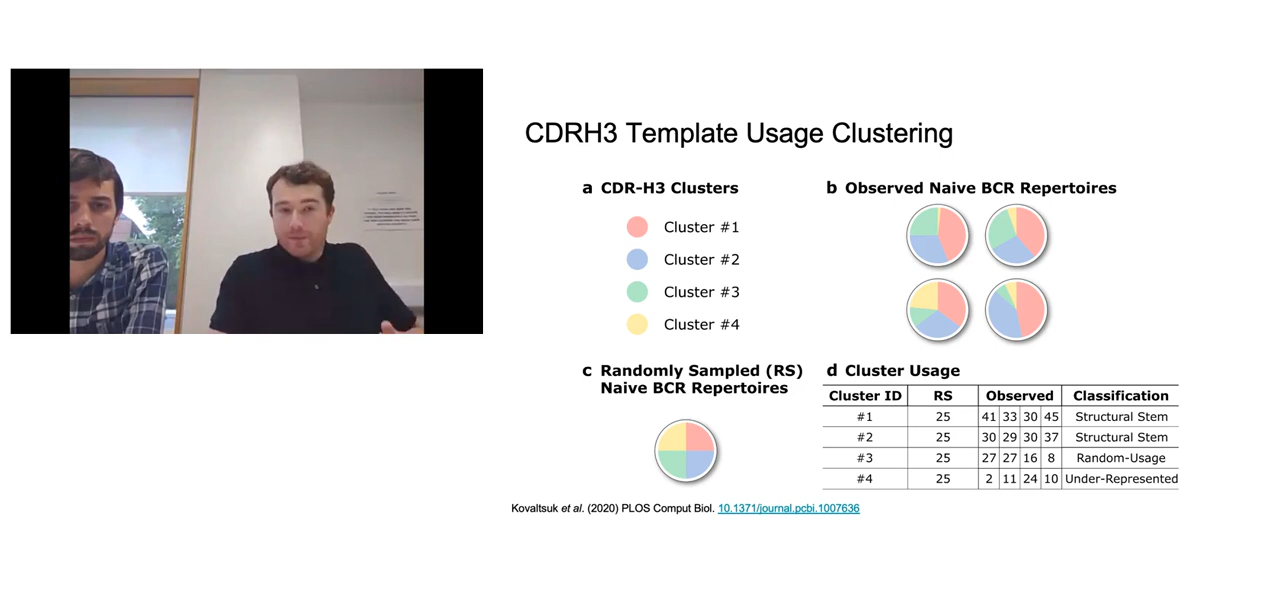 CDRH3 Template Usage Clustering
a CDR-H3 Clusters
Cluster #1
Cluster #2
Cluster #3
Cluster #4
b Observed Naive BCR Repertoires
c Randomly Sampled (RS)
Naive BCR Repertoires
d Cluster Usage
Cluster ID RS Observed Classification
#1 25 41 33 30 45 Structural Stem
#2 25 30 29 30 37 Structural Stem
#3 25 27 27 16 8 Random-Usage
#4 25 2 11 24 10 Under-Represented
Kovaltsuk et al. (2020) PLOS Comput Biol. 10.1371/journal.pcbi.1007636